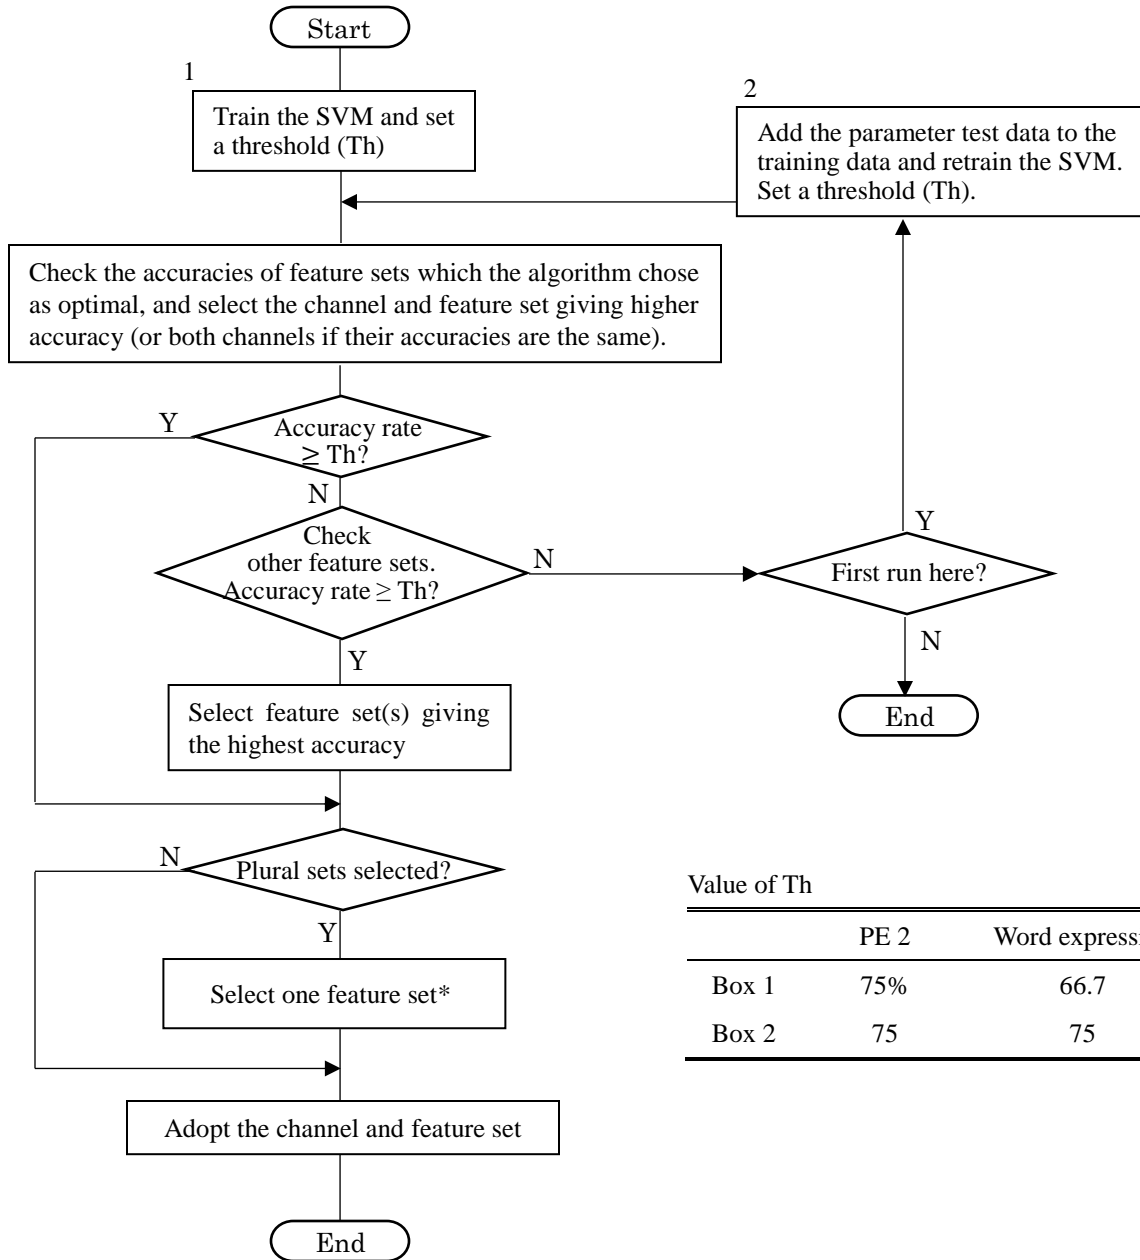 Start
1
Train the SVM and set
a threshold (Th)
2
Add the parameter test data to the
training data and retrain the SVM.
Set a threshold (Th).
Check the accuracies of feature sets which the algorithm chose
as optimal, and select the channel and feature set giving higher
accuracy (or both channels if their accuracies are the same).
Y
Accuracy rate
≥ Th?
N
Check
other feature sets.
Accuracy rate ≥ Th?
N
Y
First run here?
Y
N
End
Select feature set(s) giving
the highest accuracy
N
Plural sets selected?
Y
Select one feature set*
Adopt the channel and feature set
End
Value of Th
PE 2 Word
Box 1 75% 66.7
Box 2 75 75